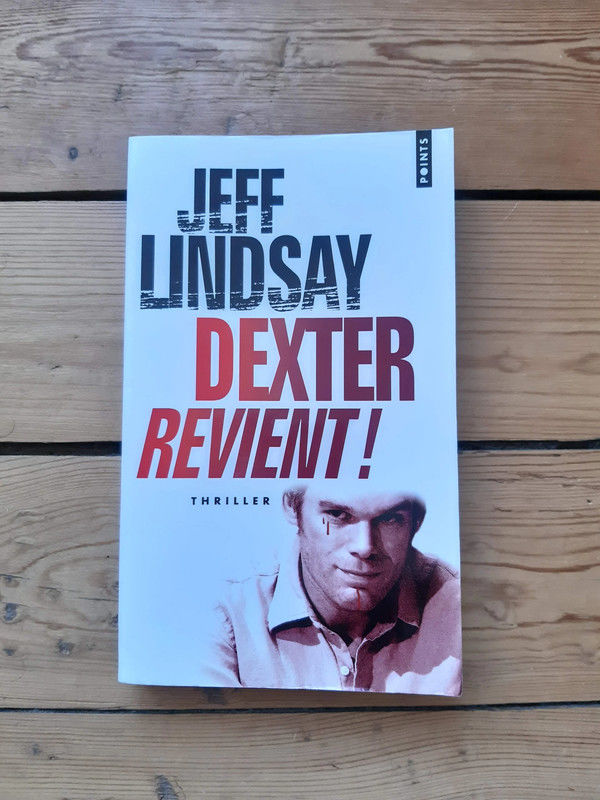 POINTS
JEFF
LINDSAY
DEXTER
REVIENT !
THRILLER